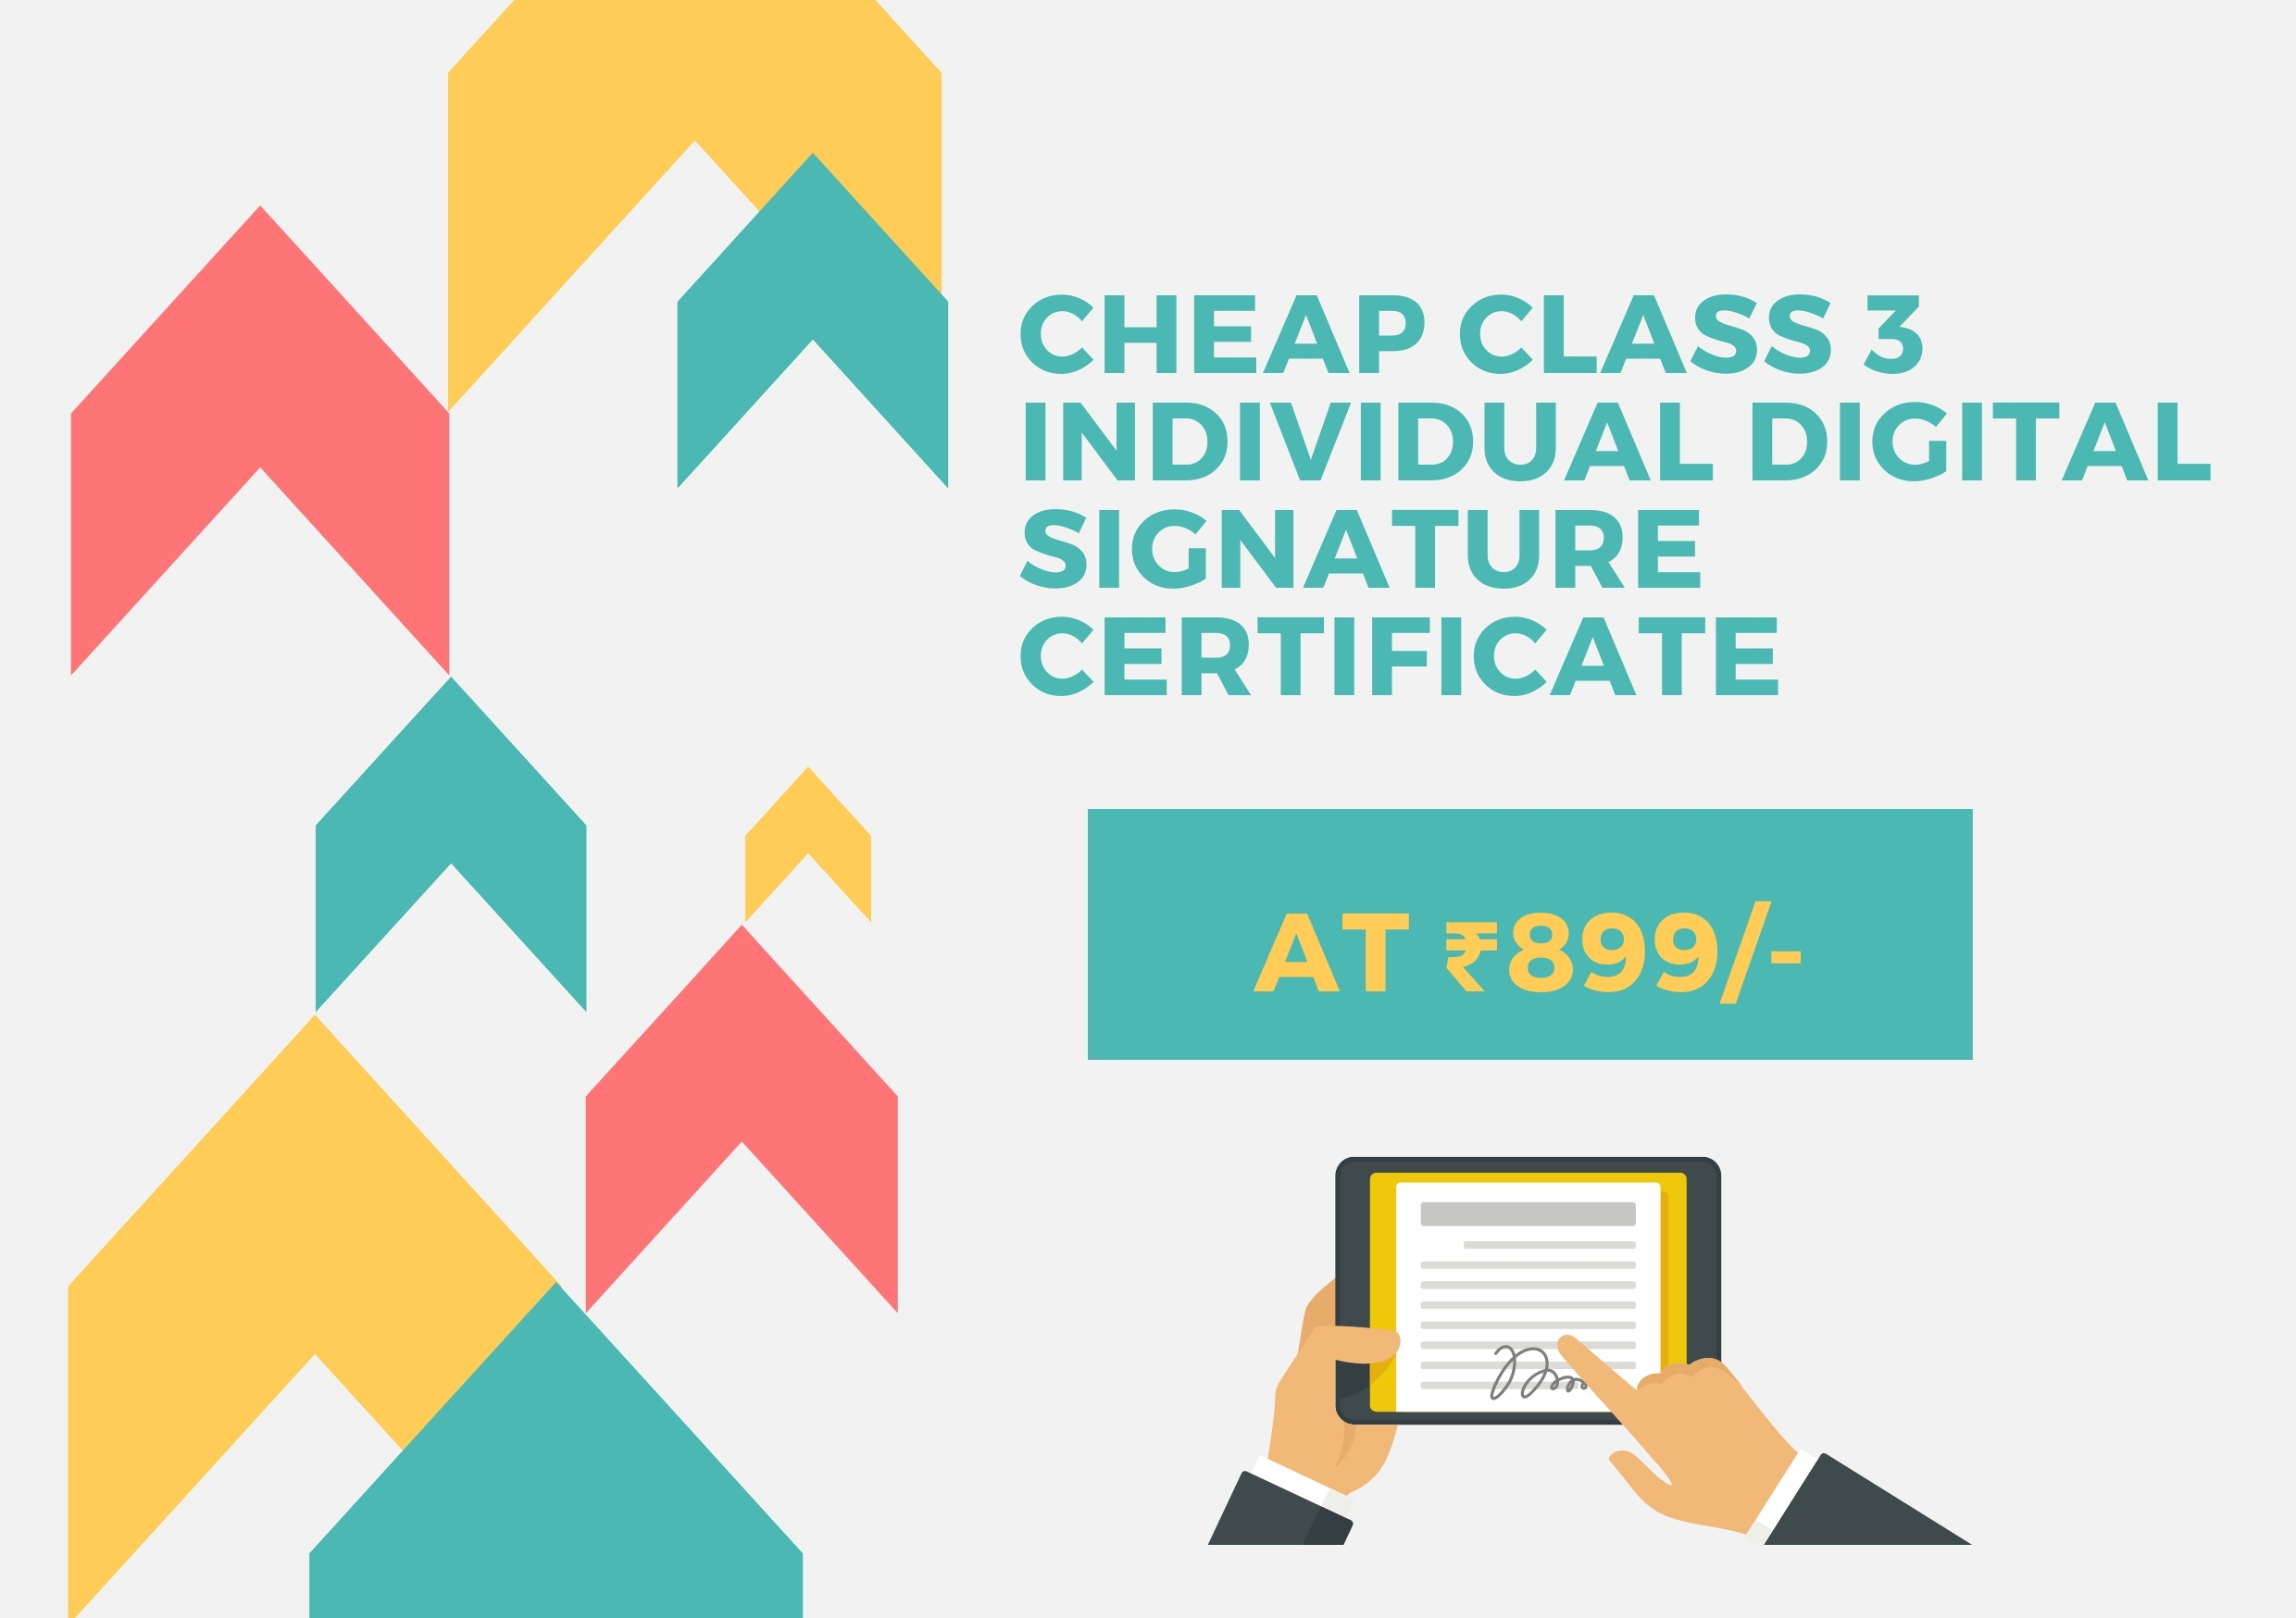 CHEAP CLASS 3
INDIVIDUAL DIGITAL
SIGNATURE
CERTIFICATE
AT ₹899/-